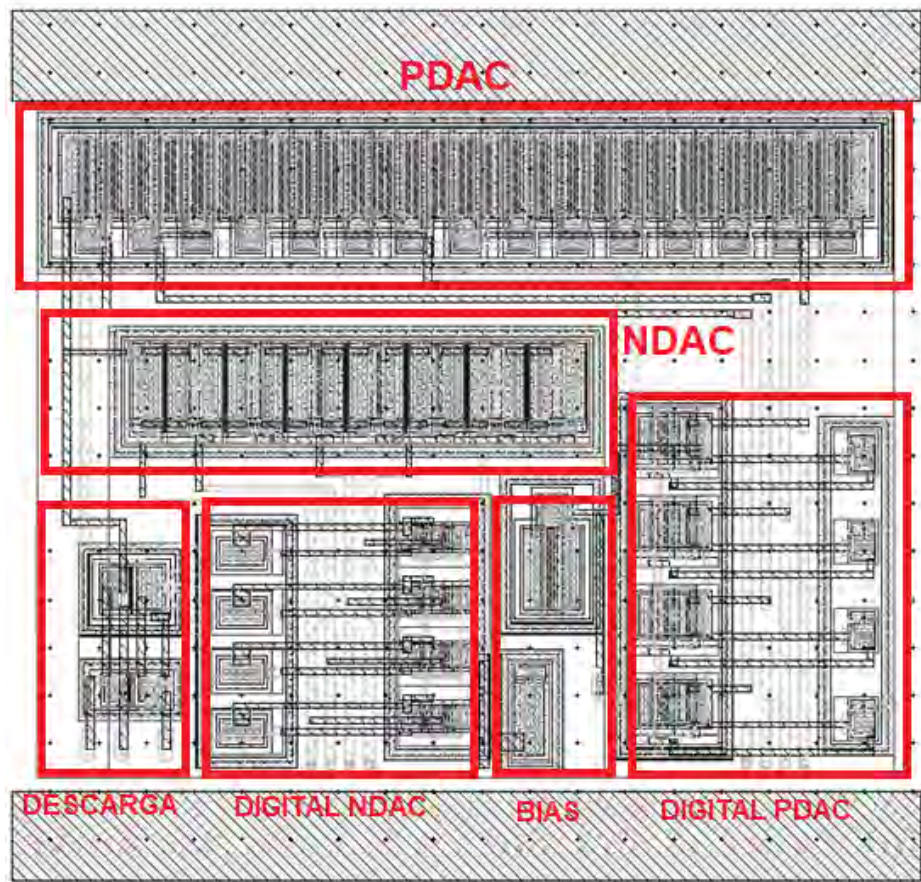 PDAC
NDAC
DESCARGA
DIGITAL NDAC
BIAS
DIGITAL PDAC